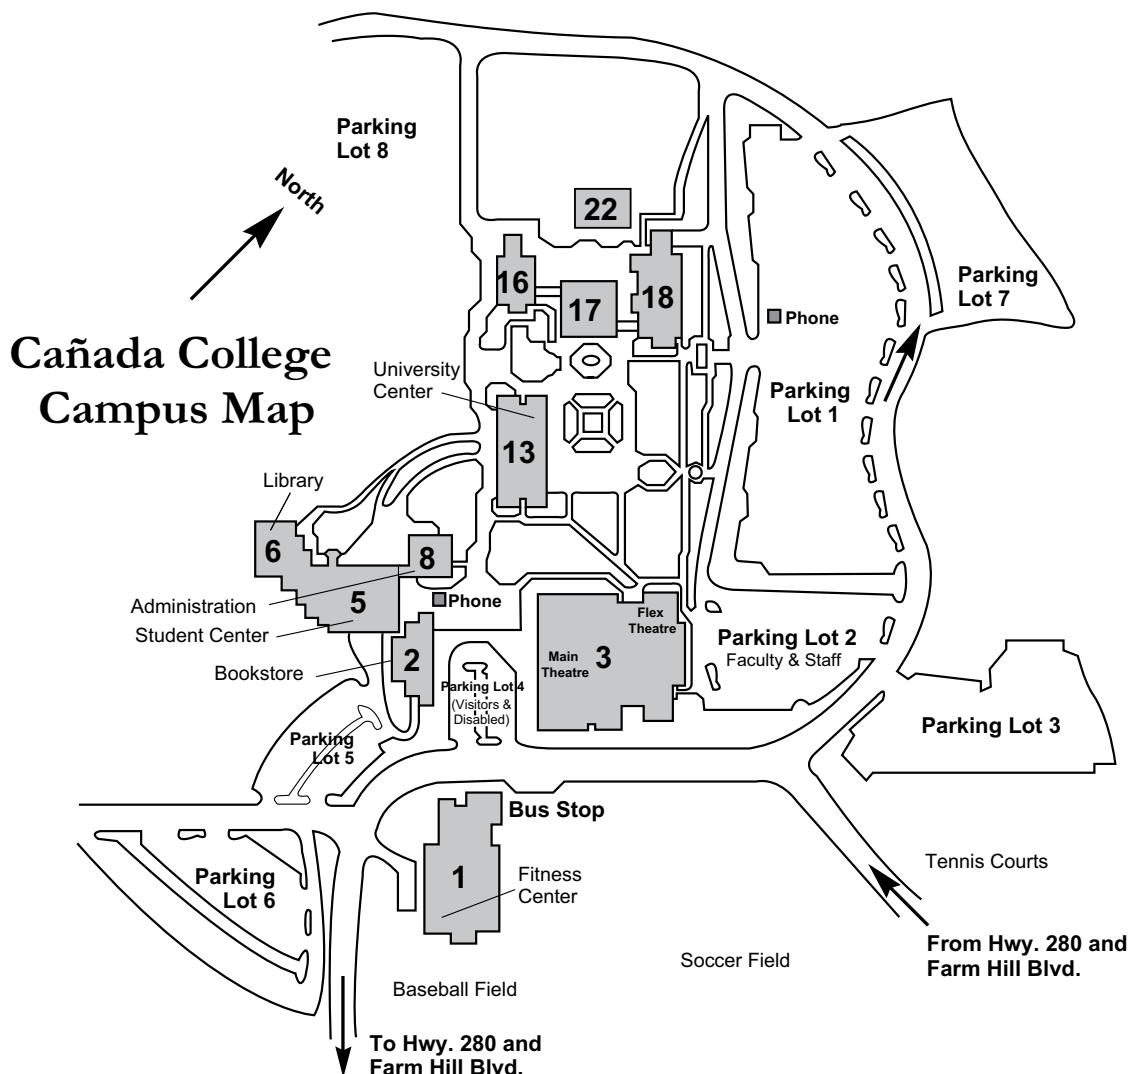 Parking
Lot 8
North
22
16
17
18
Parking
Lot 7
Phone
Cañada College
Campus Map
University
Center
Parking
Lot 1
13
Library
6
8
5
Administration
Student Center
Phone
Bookstore
2
Flex
Theatre
Main
Theatre
3
Parking Lot 2
Faculty & Staff
Parking Lot 4
(Visitors &
Disabled)
Parking Lot 3
Parking
Lot 5
Bus Stop
1
Fitness
Center
Parking
Lot 6
Tennis Courts
From Hwy. 280 and
Farm Hill Blvd.
Soccer Field
Baseball Field
To Hwy. 280 and
Farm Hill Blvd.